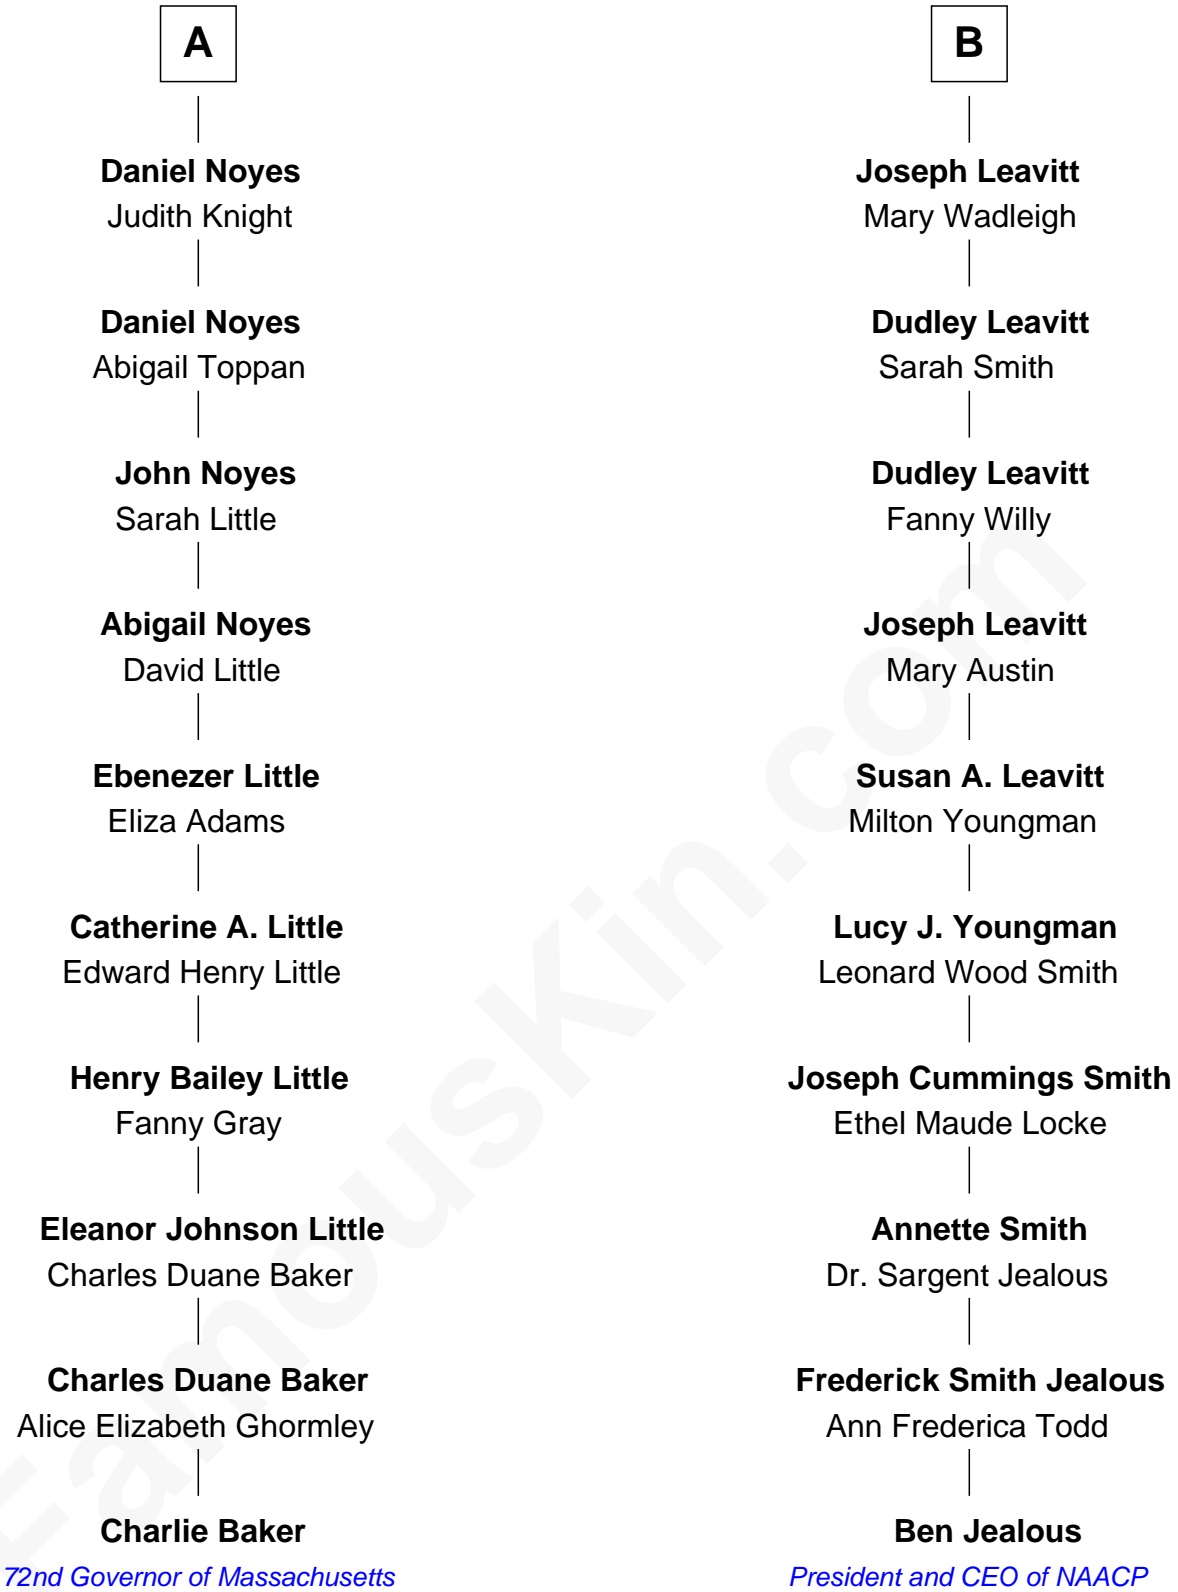 A
Daniel Noyes
Judith Knight
Daniel Noyes
Abigail Toppan
John Noyes
Sarah Little
Abigail Noyes
David Little
Ebenezer Little
Eliza Adams
Catherine A. Little
Edward Henry Little
Henry Bailey Little
Fanny Gray
Eleanor Johnson Little
Charles Duane Baker
Charles Duane Baker
Alice Elizabeth Ghormley
Charlie Baker
72nd Governor of Massachusetts
B
Joseph Leavitt
Mary Wadleigh
Dudley Leavitt
Sarah Smith
Dudley Leavitt
Fanny Willy
Joseph Leavitt
Mary Austin
Susan A. Leavitt
Milton Youngman
Lucy J. Youngman
Leonard Wood Smith
Joseph Cummings Smith
Ethel Maude Locke
Annette Smith
Dr. Sargent Jealous
Frederick Smith Jealous
Ann Frederica Todd
Ben Jealous
President and CEO of NAACP
FamousKin.com